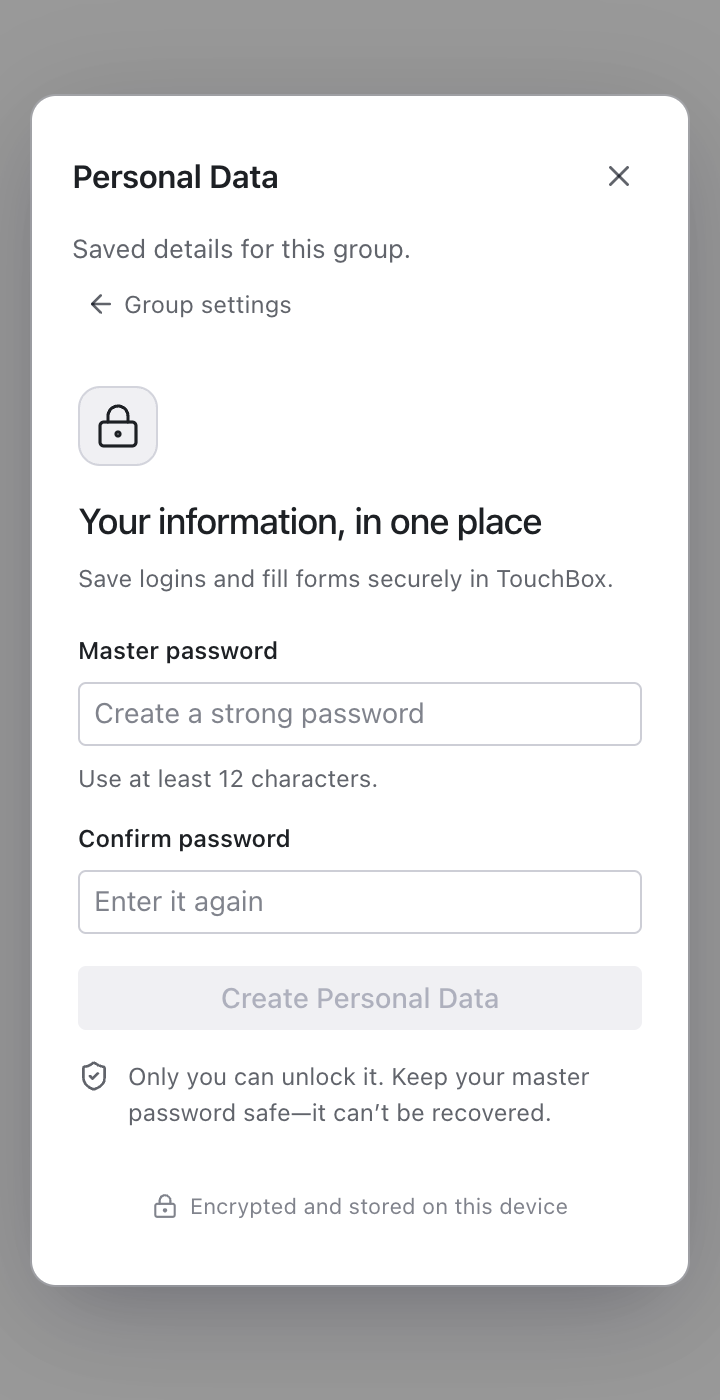 Personal Data
Saved details for this group.
Group settings
Your information, in one place
Save logins and fill forms securely in TouchBox.
Master password
Create a strong password
Use at least 12 characters.
Confirm password
Enter it again
Create Personal Data
Only you can unlock it. Keep your master
password safe—it can’t be recovered.
Encrypted and stored on this device